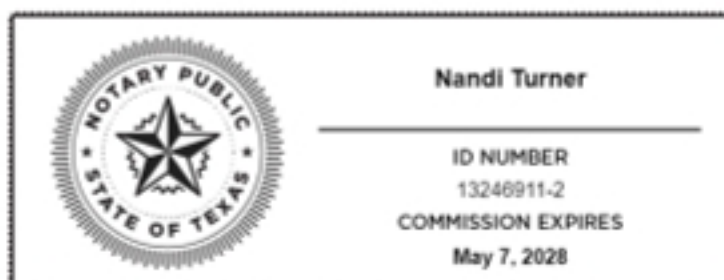 NOTARY PUBLIC
STATE OF TEXAS
Nandi Turner
ID NUMBER
13246911-2
COMMISSION EXPIRES
May 7, 2028